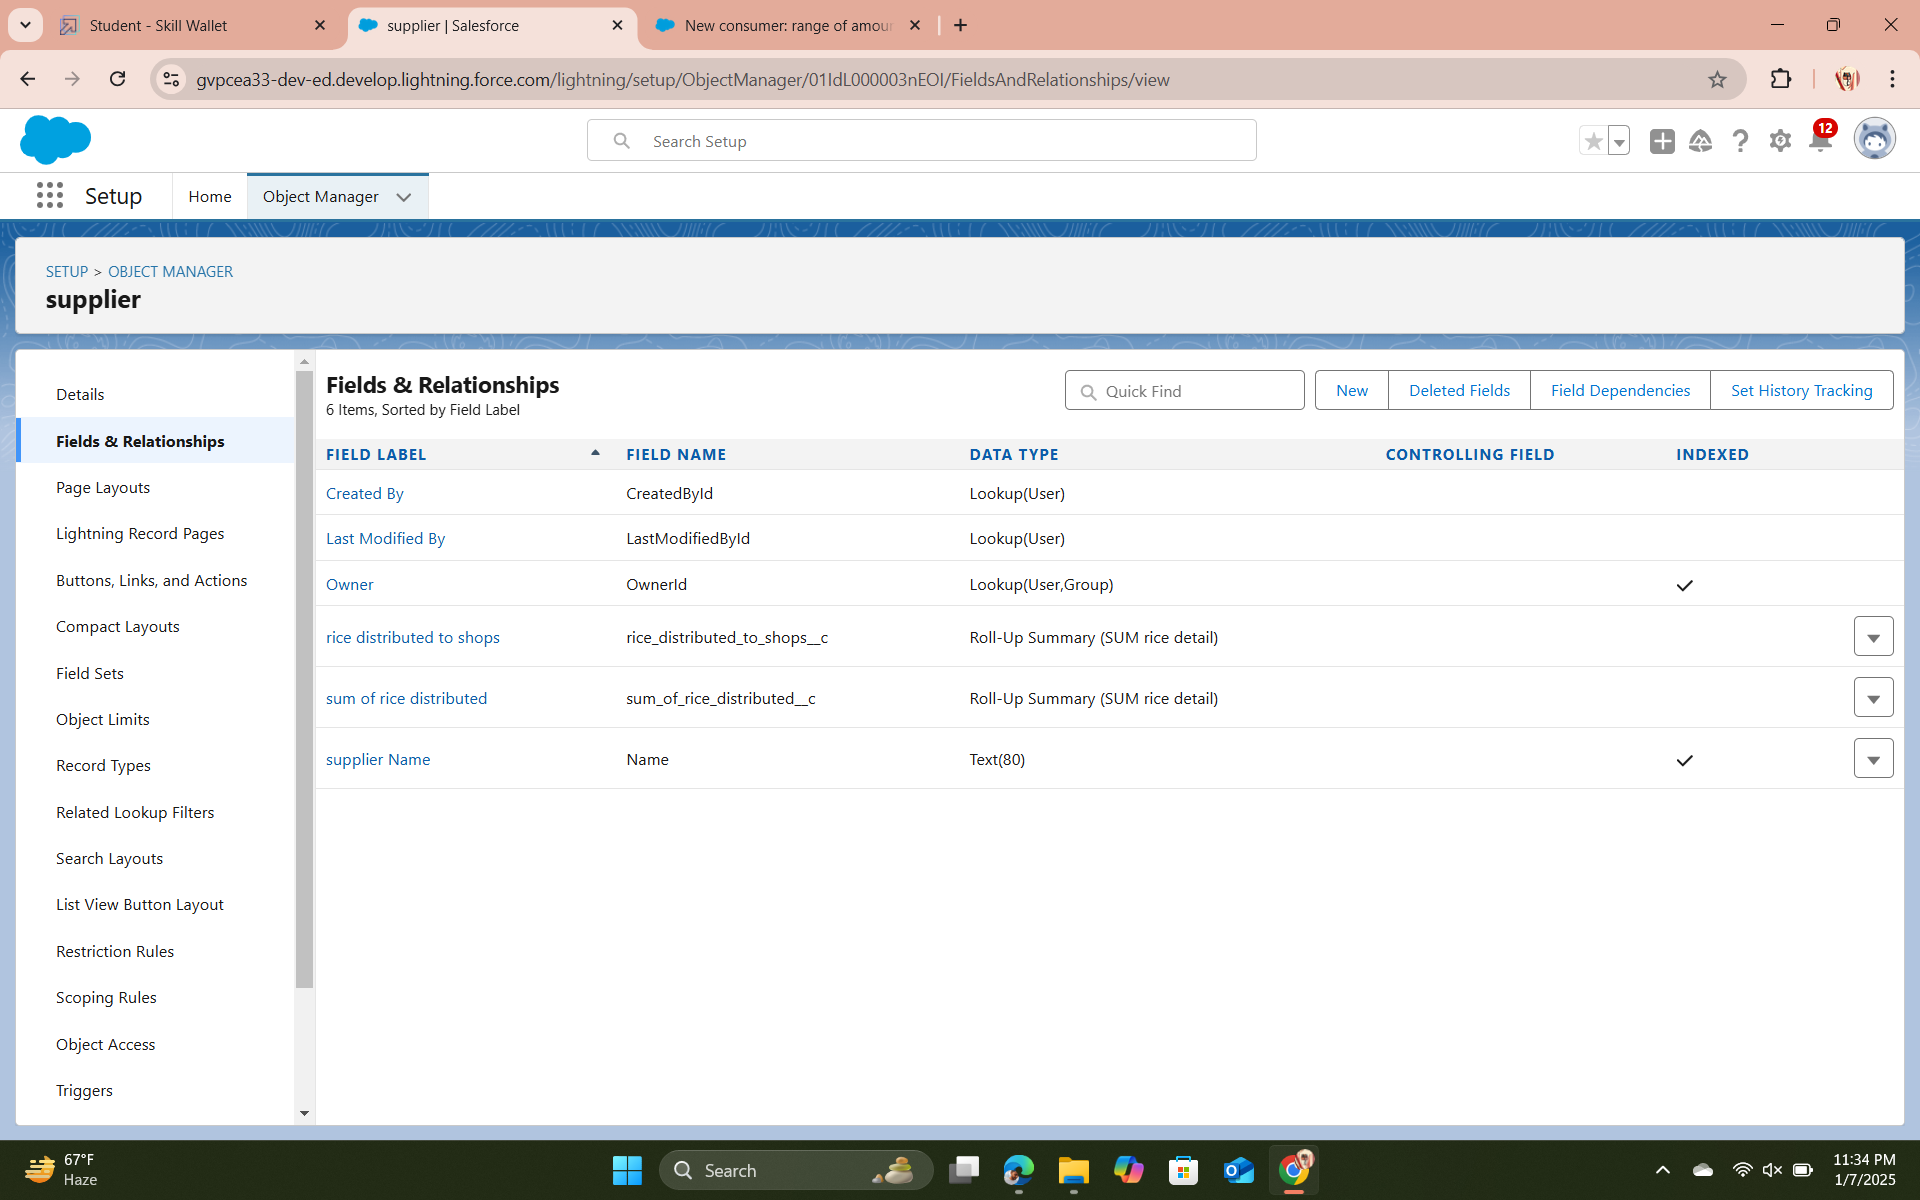 Student - Skill Wallet
supplier | Salesforce
New consumer: range of amou
gvpcea33-dev-ed.develop.lightning.force.com/lightning/setup/ObjectManager/01IdL000003nEOI/FieldsAndRelationships/view
Search Setup
12
Setup
Home
Object Manager
SETUP > OBJECT MANAGER
supplier
Details
Fields & Relationships
Page Layouts
Lightning Record Pages
Buttons, Links, and Actions
Compact Layouts
Field Sets
Object Limits
Record Types
Related Lookup Filters
Search Layouts
List View Button Layout
Restriction Rules
Scoping Rules
Object Access
Triggers
Fields & Relationships
6 Items, Sorted by Field Label
Quick Find
New
Deleted Fields
Field Dependencies
Set History Tracking
FIELD LABEL FIELD NAME DATA TYPE CONTROLLING FIELD INDEXED
Created By CreatedById Lookup(User)
Last Modified By LastModifiedById Lookup(User)
Owner OwnerId Lookup(User,Group)
rice distributed to shops rice_distributed_to_shops__c Roll-Up Summary (SUM rice detail)
sum of rice distributed sum_of_rice_distributed__c Roll-Up Summary (SUM rice detail)
supplier Name Name Text(80)
67°F
Haze
Search
11:34 PM
1/7/2025